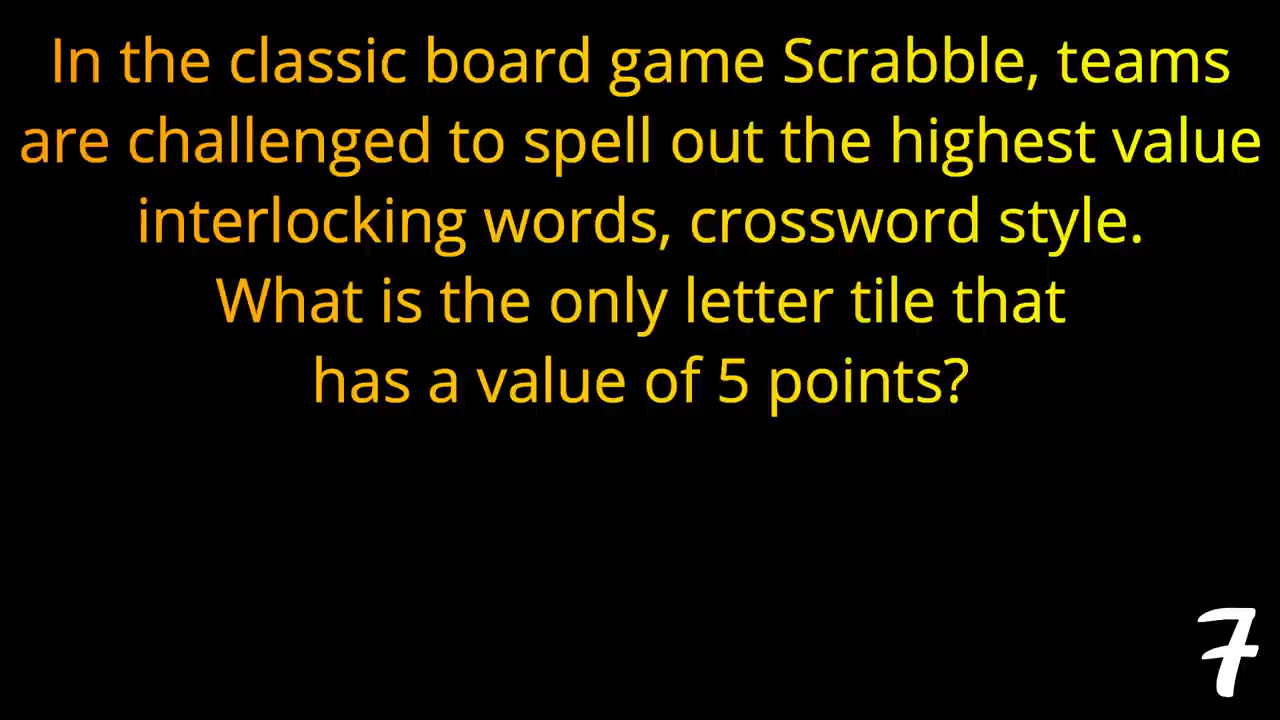 In the classic board game Scrabble, teams
are challenged to spell out the highest value
interlocking words, crossword style.
What is the only letter tile that
has a value of 5 points?
7